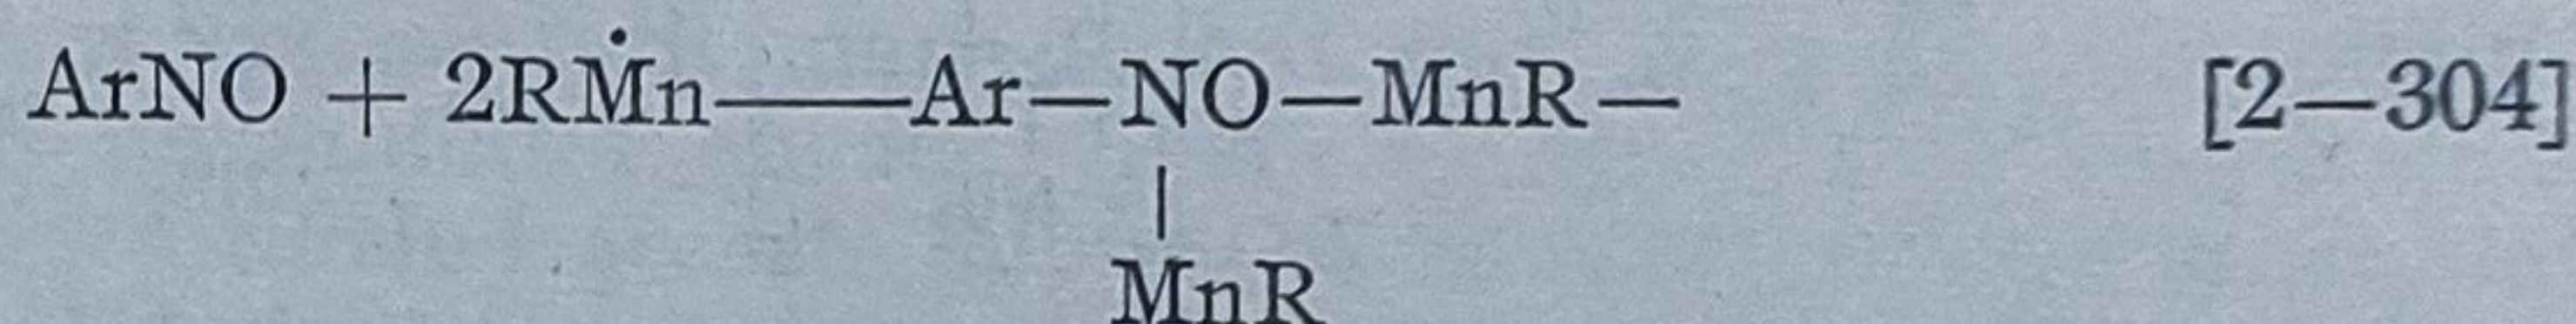 ArNO + 2RṀn——Ar—NO—MnR— [2—304]
|
MnR